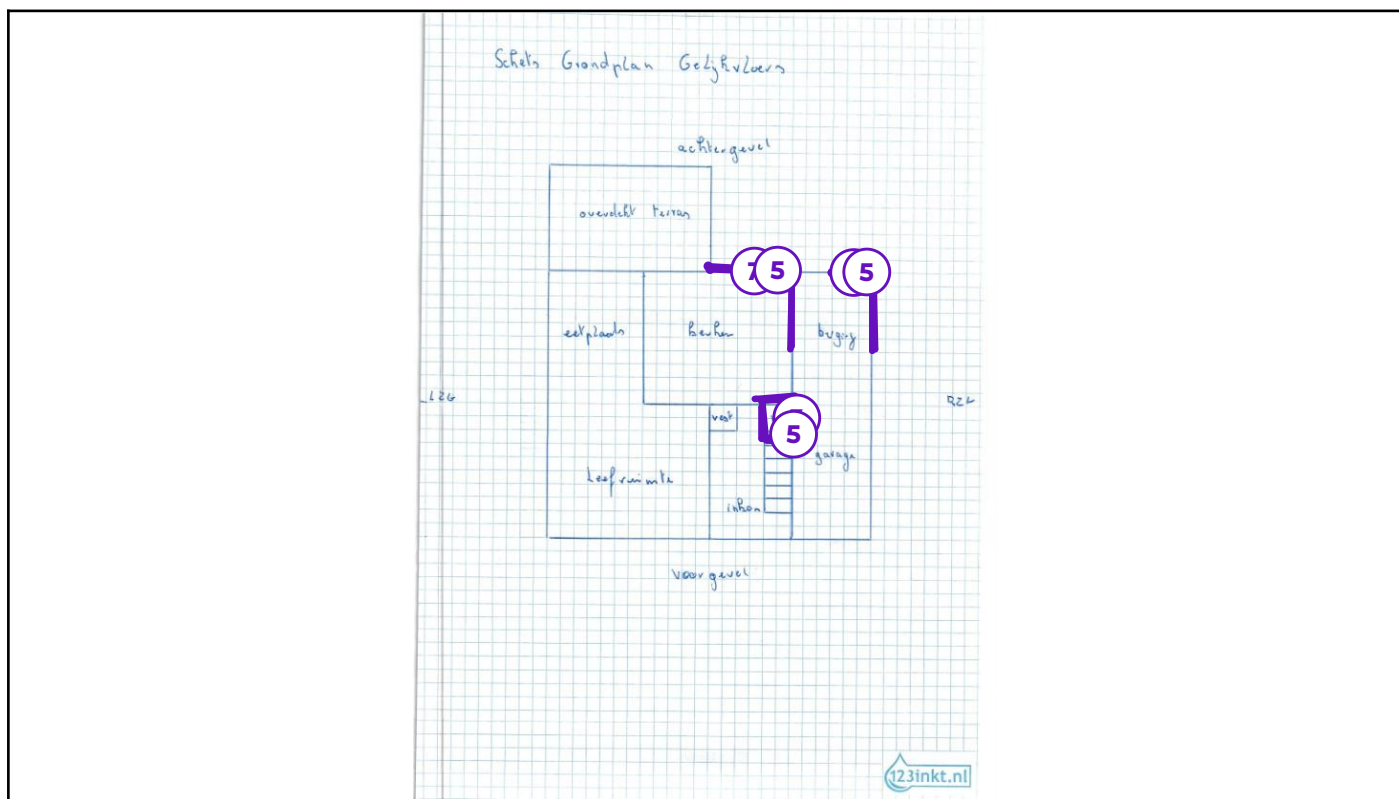 Schets Grondplan Gelijkvloers
achtergevel
overdekt terras
7 5 5
eetplaats keuken berging
LZG RZG
vest
5
garage
Leefruimte
inkom
voorgevel
123inkt.nl